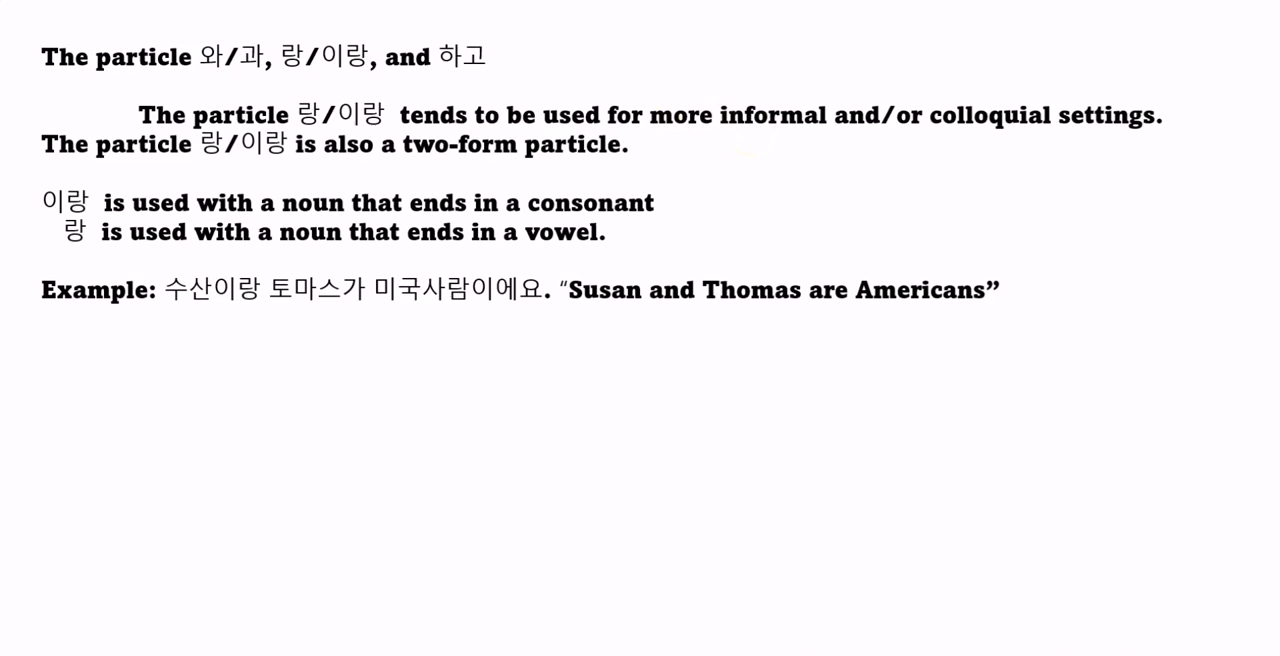 The particle 와/과, 랑/이랑, and 하고
The particle 랑/이랑 tends to be used for more informal and/or colloquial settings.
The particle 랑/이랑 is also a two-form particle.
이랑 is used with a noun that ends in a consonant
랑 is used with a noun that ends in a vowel.
Example: 수산이랑 토마스가 미국사람이에요. “Susan and Thomas are Americans”